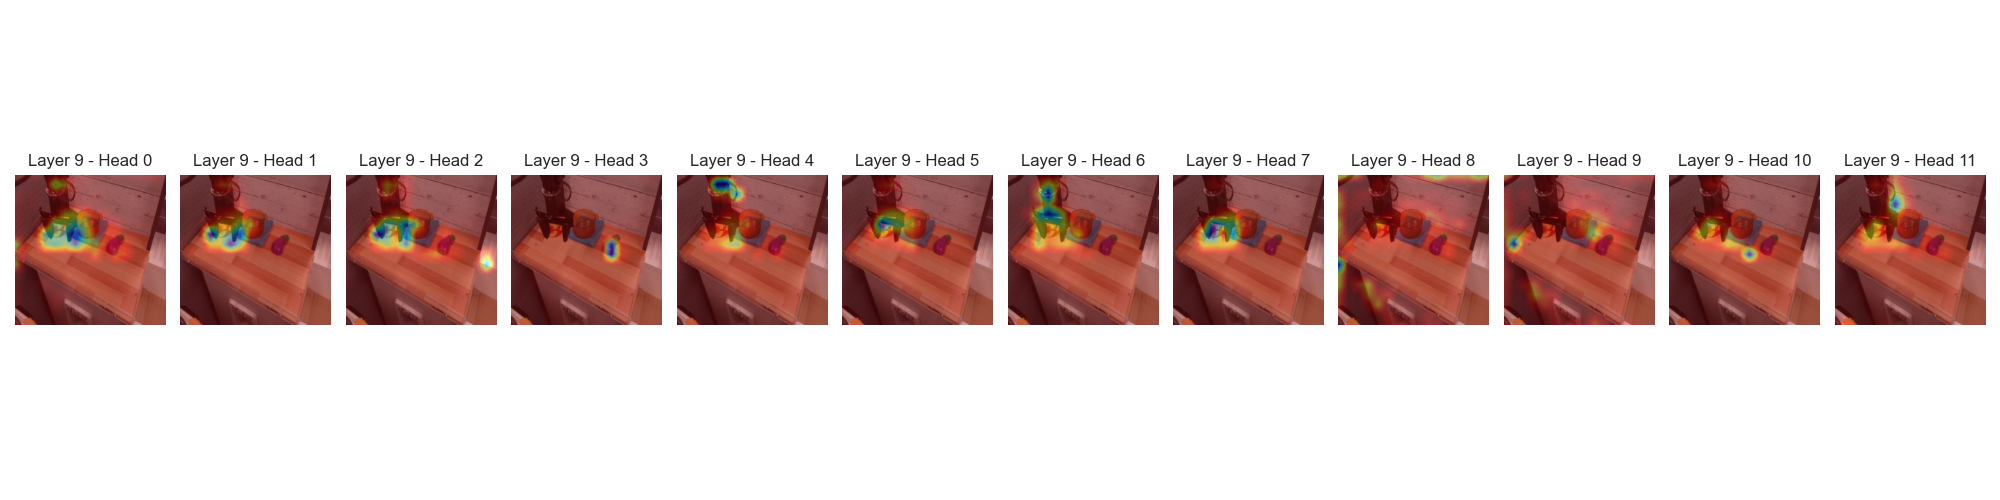 Layer 9 - Head 0
Layer 9 - Head 1
Layer 9 - Head 2
Layer 9 - Head 3
Layer 9 - Head 4
Layer 9 - Head 5
Layer 9 - Head 6
Layer 9 - Head 7
Layer 9 - Head 8
Layer 9 - Head 9
Layer 9 - Head 10
Layer 9 - Head 11